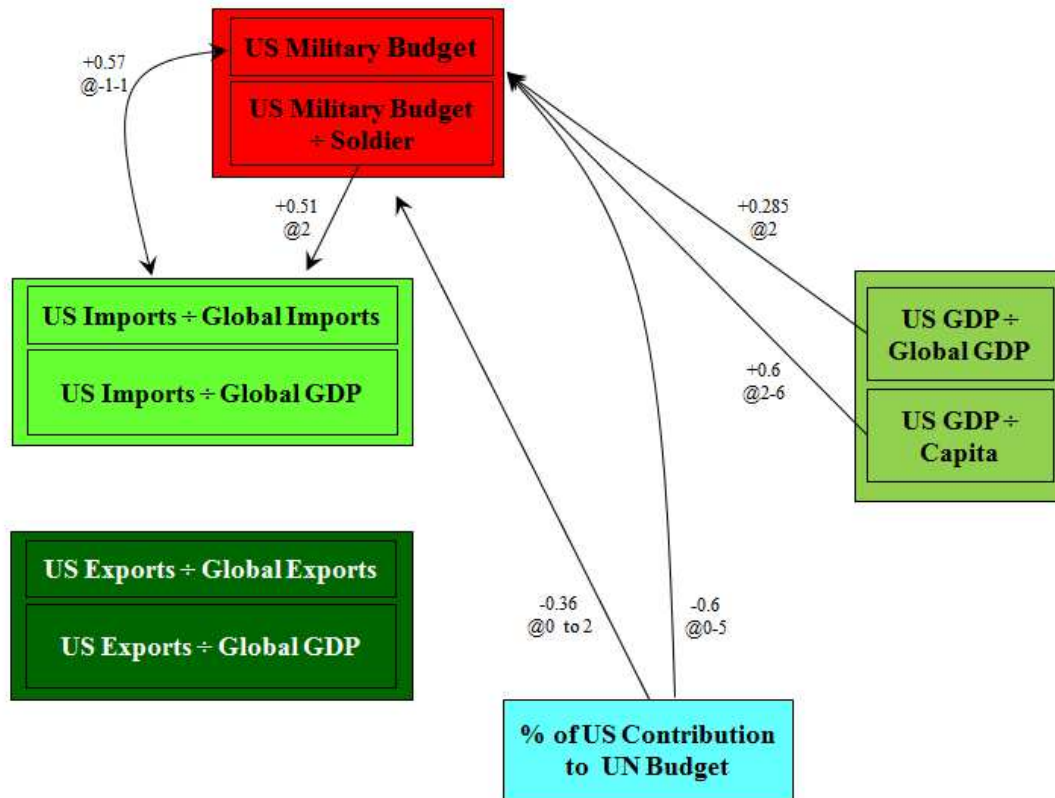 US Military Budget
+0.57
@-1-1
US Military Budget
÷ Soldier
+0.51
@2
+0.285
@2
US Imports ÷ Global Imports
US Imports ÷ Global GDP
US GDP ÷
Global GDP
+0.6
@2-6
US GDP ÷
Capita
US Exports ÷ Global Exports
US Exports ÷ Global GDP
-0.36
@0 to 2
-0.6
@0-5
% of US Contribution
to UN Budget